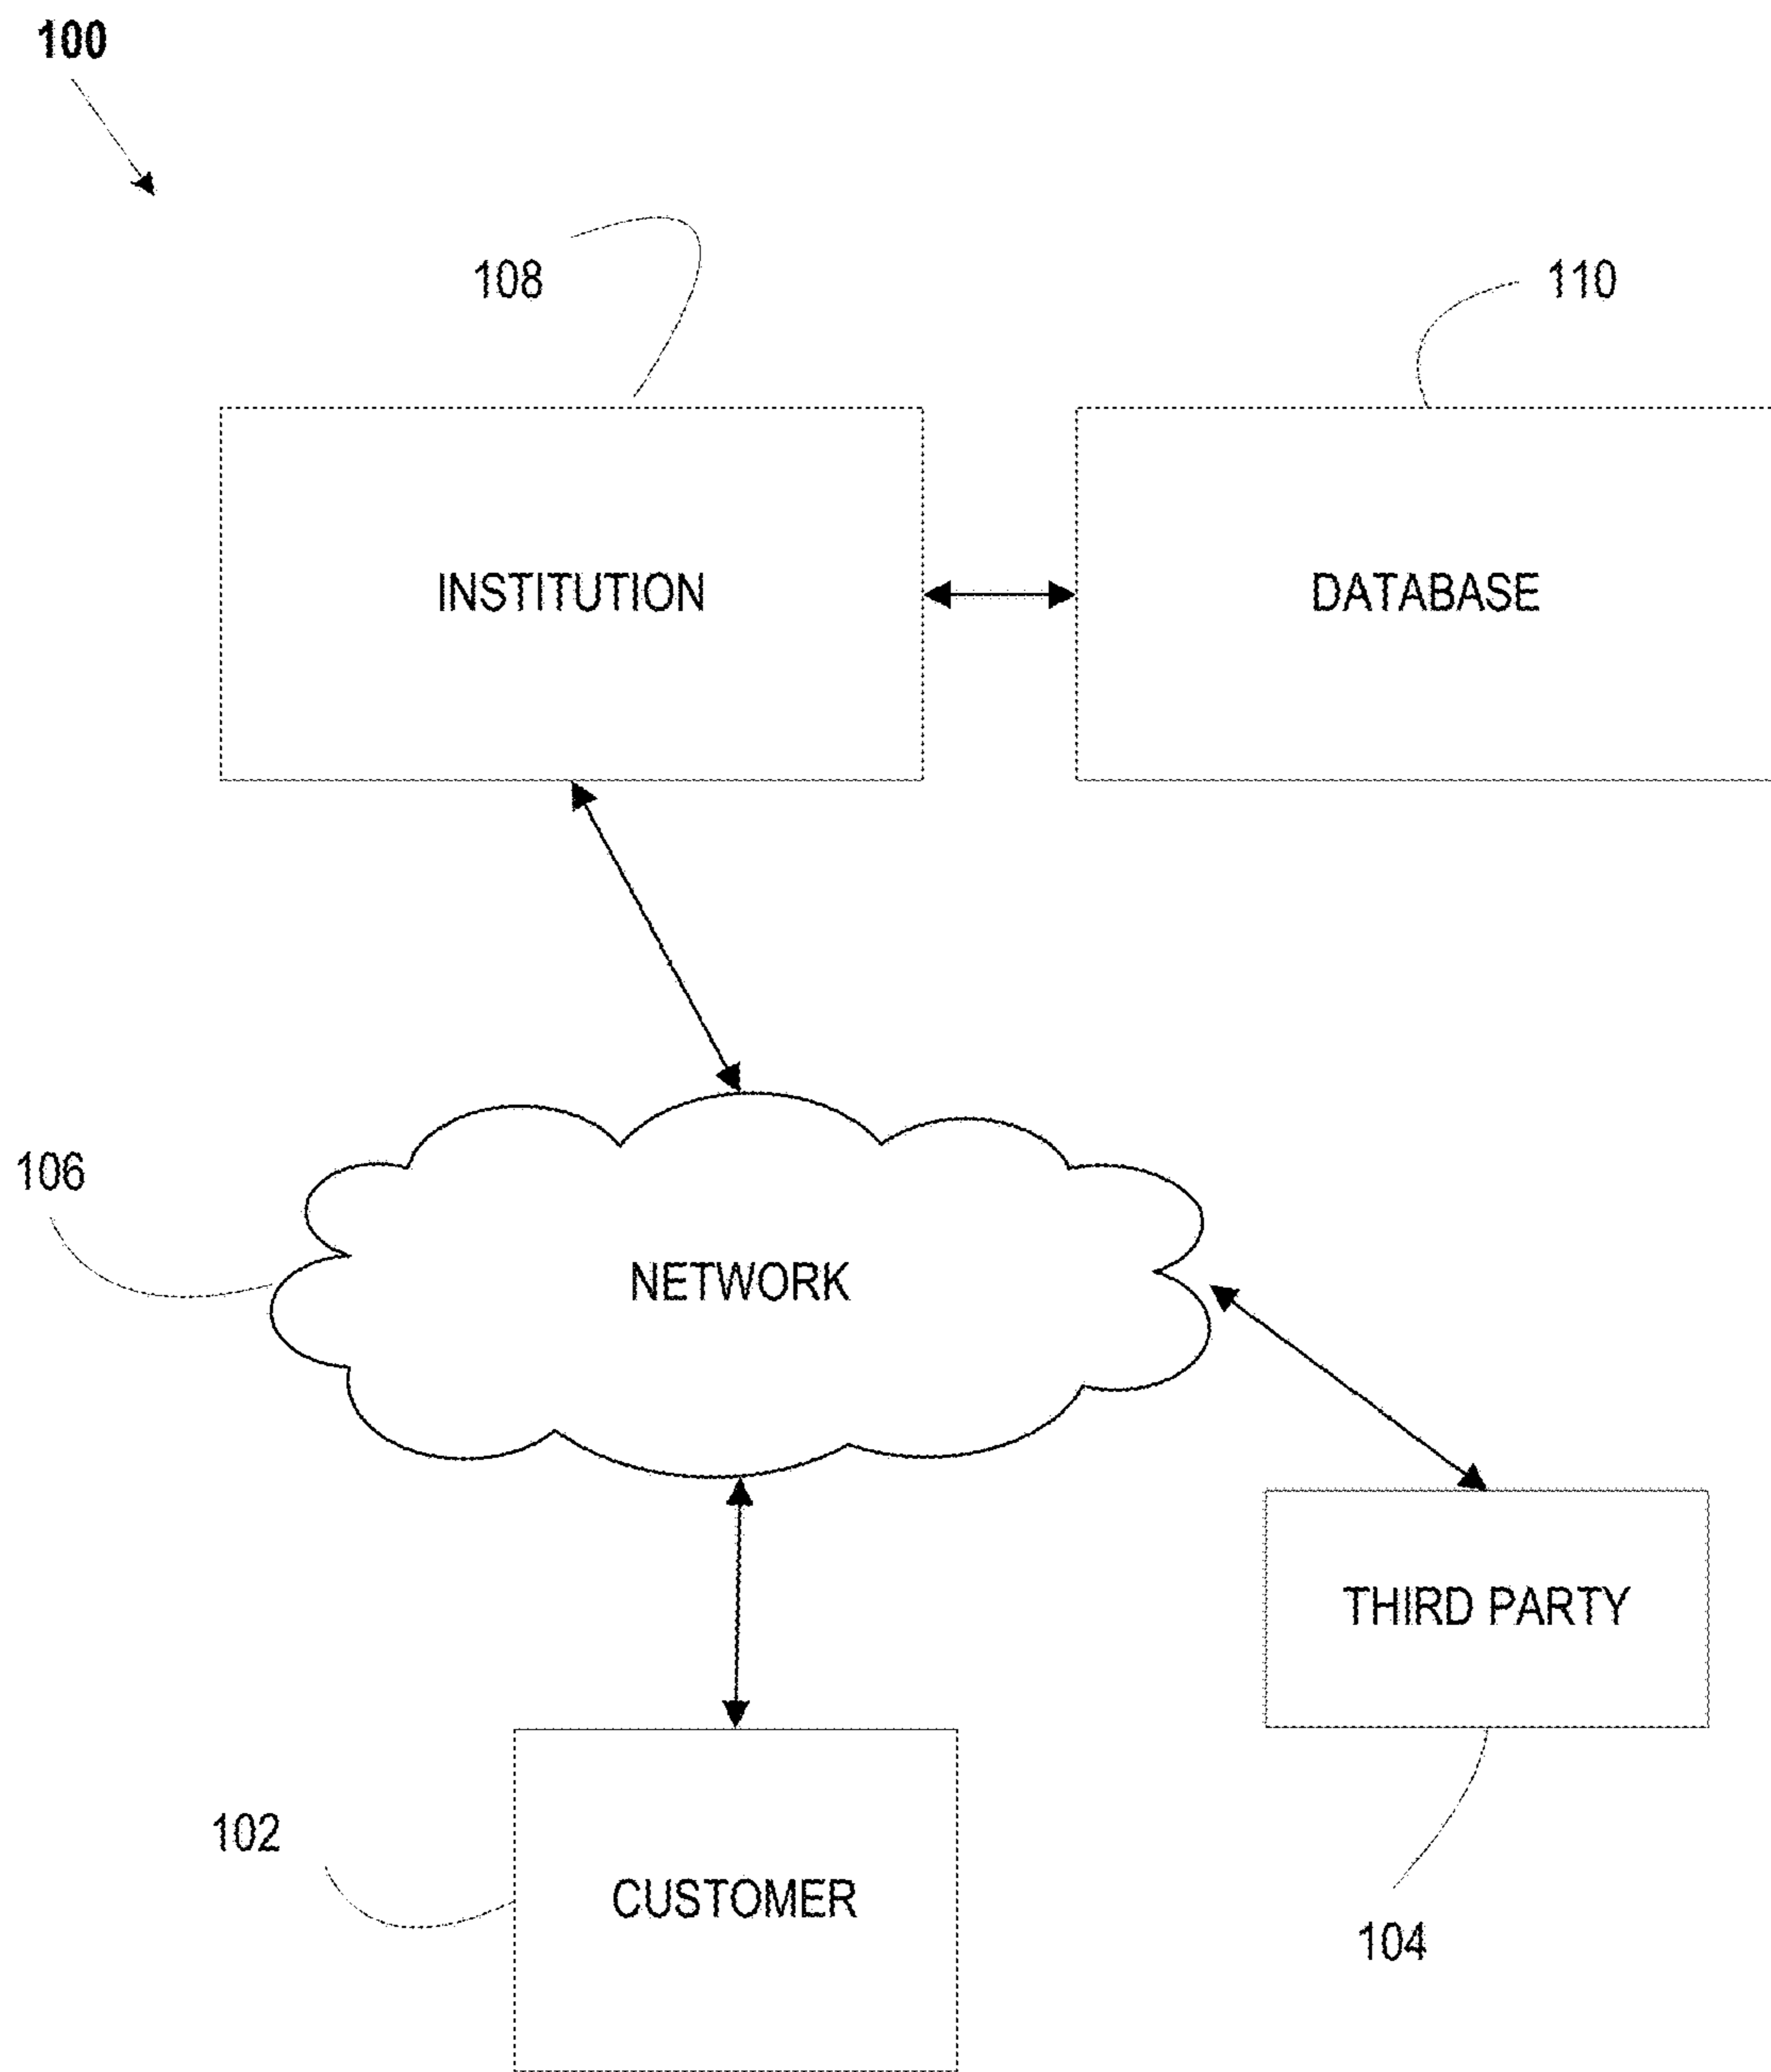 100
108
110
INSTITUTION
DATABASE
106
NETWORK
THIRD PARTY
102
CUSTOMER
104